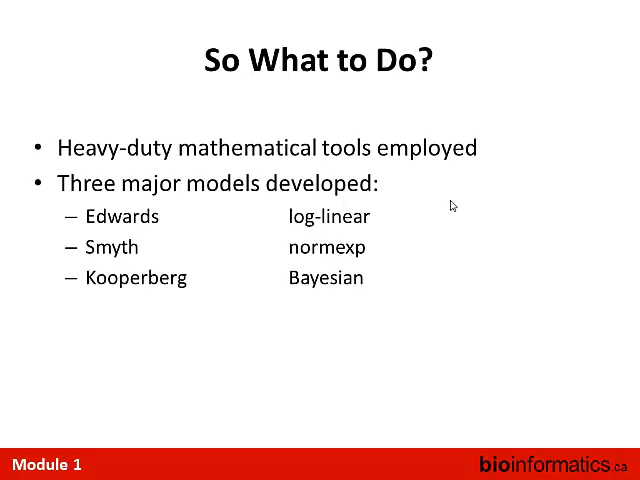 So What to Do?
• Heavy-duty mathematical tools employed
• Three major models developed:
– Edwards log-linear
– Smyth normexp
– Kooperberg Bayesian
Module 1 bioinformatics.ca